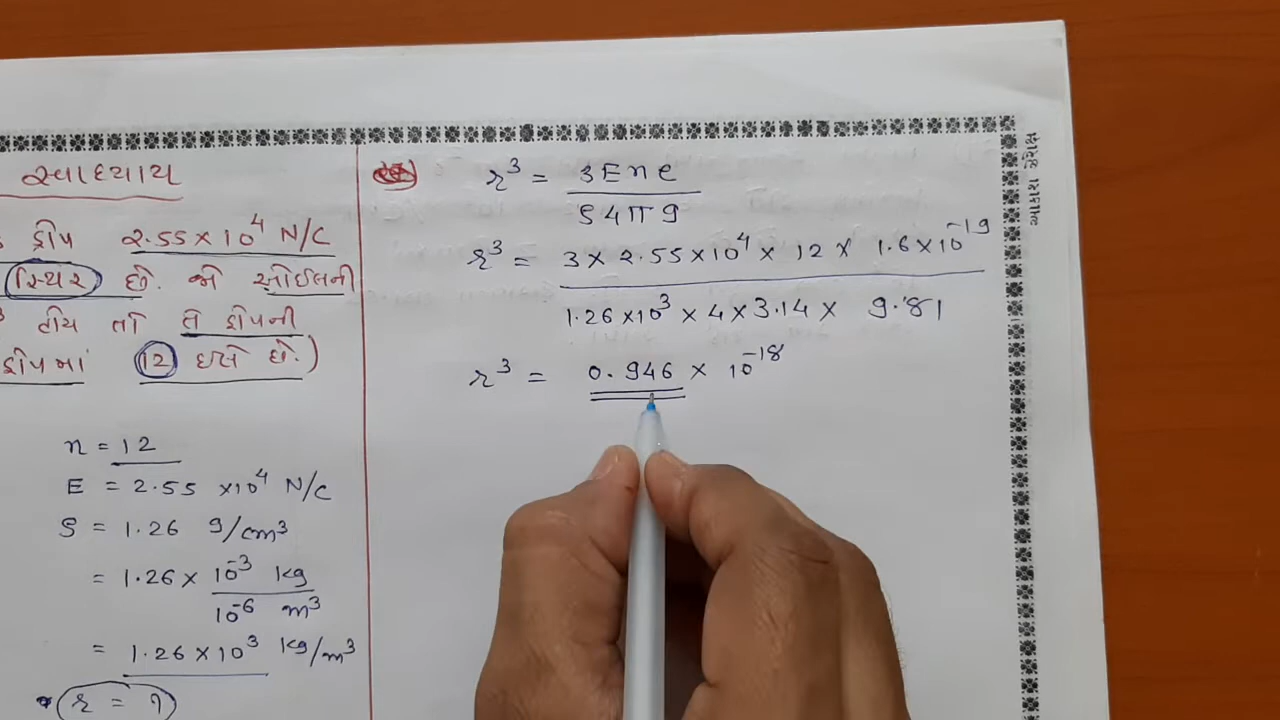 સ્વાધ્યાય
ડ્રોપ 2.55 × 10⁴ N/C
સ્થિર છે. જો ઓઈલની
હોય તો તે ડ્રોપની
ડ્રોપમાં 12 ઇલે છે.)
n = 12
E = 2.55 × 10⁴ N/C
ρ = 1.26 g/cm³
= 1.26 × 10⁻³ kg / 10⁻⁶ m³
= 1.26 × 10³ kg/m³
r = ?
r³ = 3Ene / ρ4πg
r³ = 3 × 2.55 × 10⁴ × 12 × 1.6 × 10⁻¹⁹ / 1.26 × 10³ × 4 × 3.14 × 9.81
r³ = 0.946 × 10⁻¹⁸